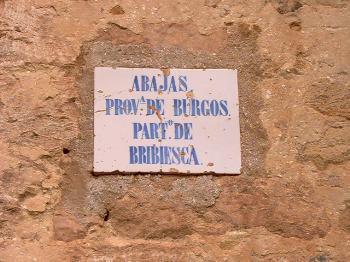 ABAJAS
PROV.ᴬ DE BURGOS
PART.º DE
BRIBIESCA